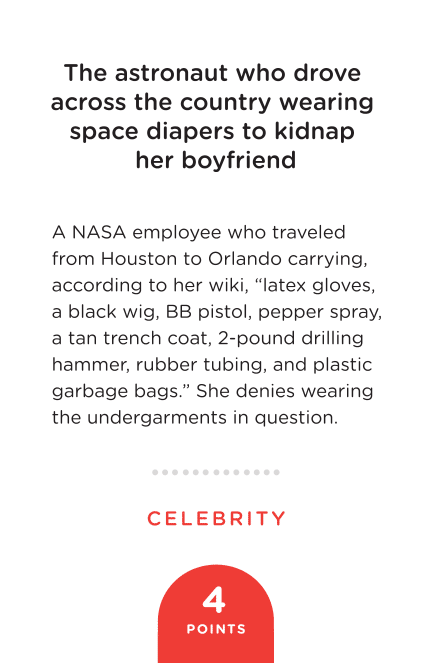 The astronaut who drove
across the country wearing
space diapers to kidnap
her boyfriend
A NASA employee who traveled
from Houston to Orlando carrying,
according to her wiki, “latex gloves,
a black wig, BB pistol, pepper spray,
a tan trench coat, 2-pound drilling
hammer, rubber tubing, and plastic
garbage bags.” She denies wearing
the undergarments in question.
CELEBRITY
4
POINTS